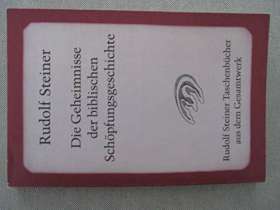 Rudolf Steiner
Die Geheimnisse
der biblischen
Schöpfungsgeschichte
Rudolf Steiner Taschenbücher
aus dem Gesamtwerk